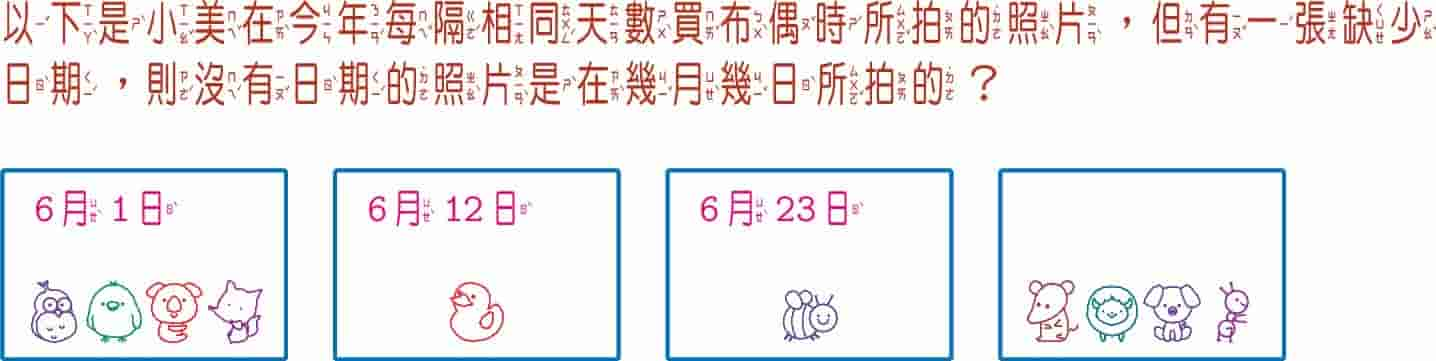 以下是小美在今年每隔相同天數買布偶時所拍的照片，但有一張缺少
日期，則沒有日期的照片是在幾月幾日所拍的？
6月1日
6月12日
6月23日